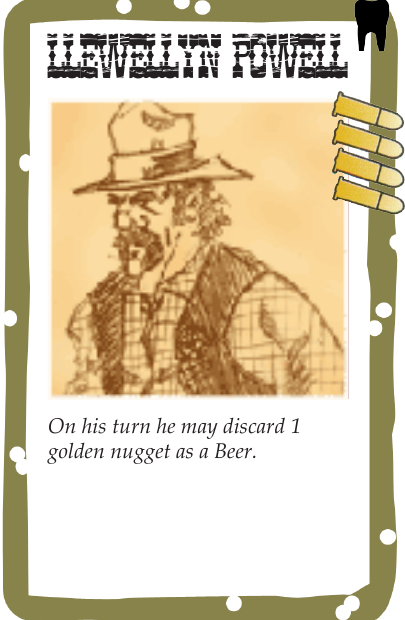 LLEWELLYN POWELL
On his turn he may discard 1
golden nugget as a Beer.